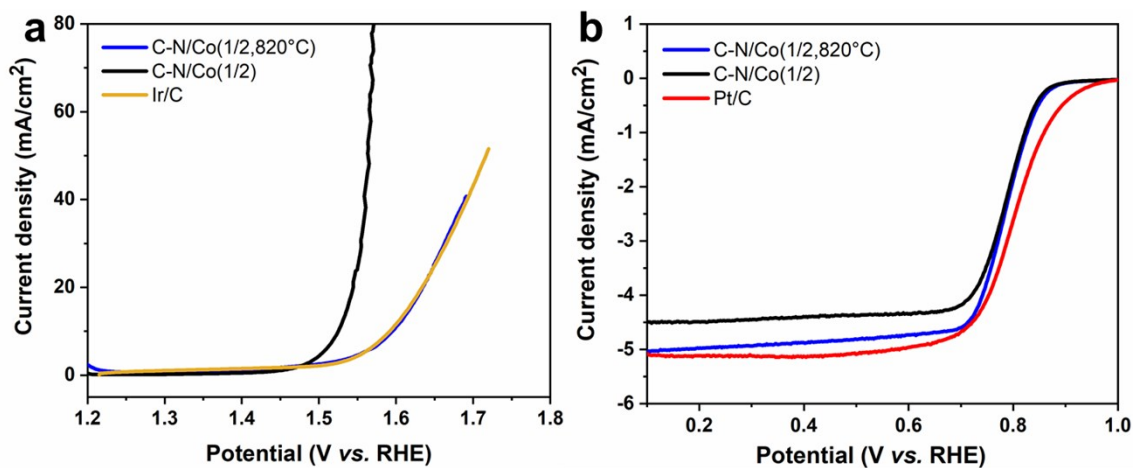 a
C-N/Co(1/2,820°C)
C-N/Co(1/2)
Ir/C
80
60
40
20
0
Current density (mA/cm²)
1.2 1.3 1.4 1.5 1.6 1.7 1.8
Potential (V vs. RHE)
b
C-N/Co(1/2,820°C)
C-N/Co(1/2)
Pt/C
1
0
-1
-2
-3
-4
-5
-6
Current density (mA/cm²)
0.2 0.4 0.6 0.8 1.0
Potential (V vs. RHE)